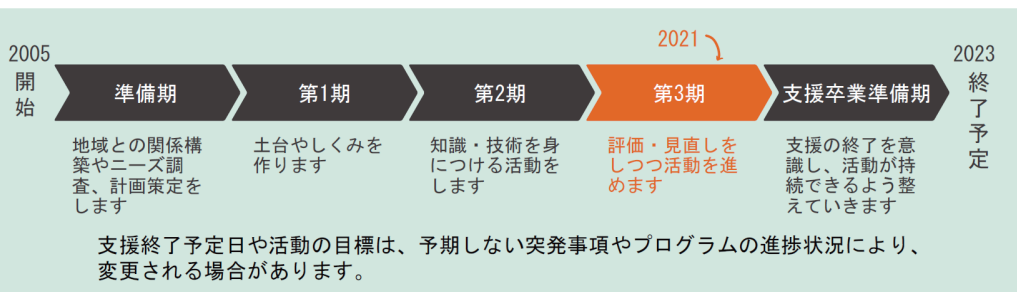 2005
開始
2021
2023
終了予定
準備期
第1期
第2期
第3期
支援卒業準備期
地域との関係構
築やニーズ調
査、計画策定を
します
土台やしくみを
作ります
知識・技術を身
につける活動を
します
評価・見直しを
しつつ活動を進
めます
支援の終了を意
識し、活動が持
続できるよう整
えていきます
支援終了予定日や活動の目標は、予期しない突発事項やプログラムの進捗状況により、
変更される場合があります。